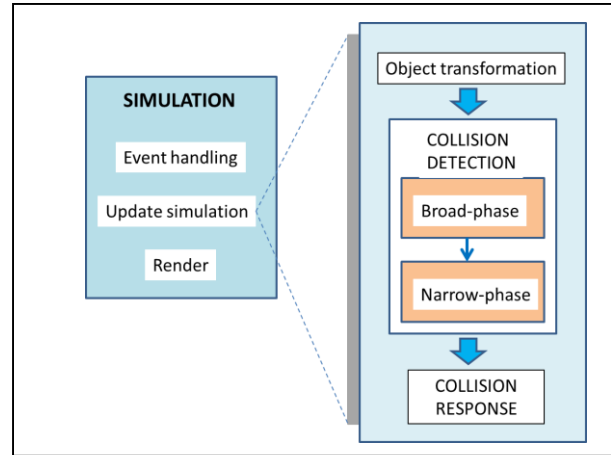 SIMULATION
Event handling
Update simulation
Render
Object transformation
COLLISION
DETECTION
Broad-phase
Narrow-phase
COLLISION
RESPONSE